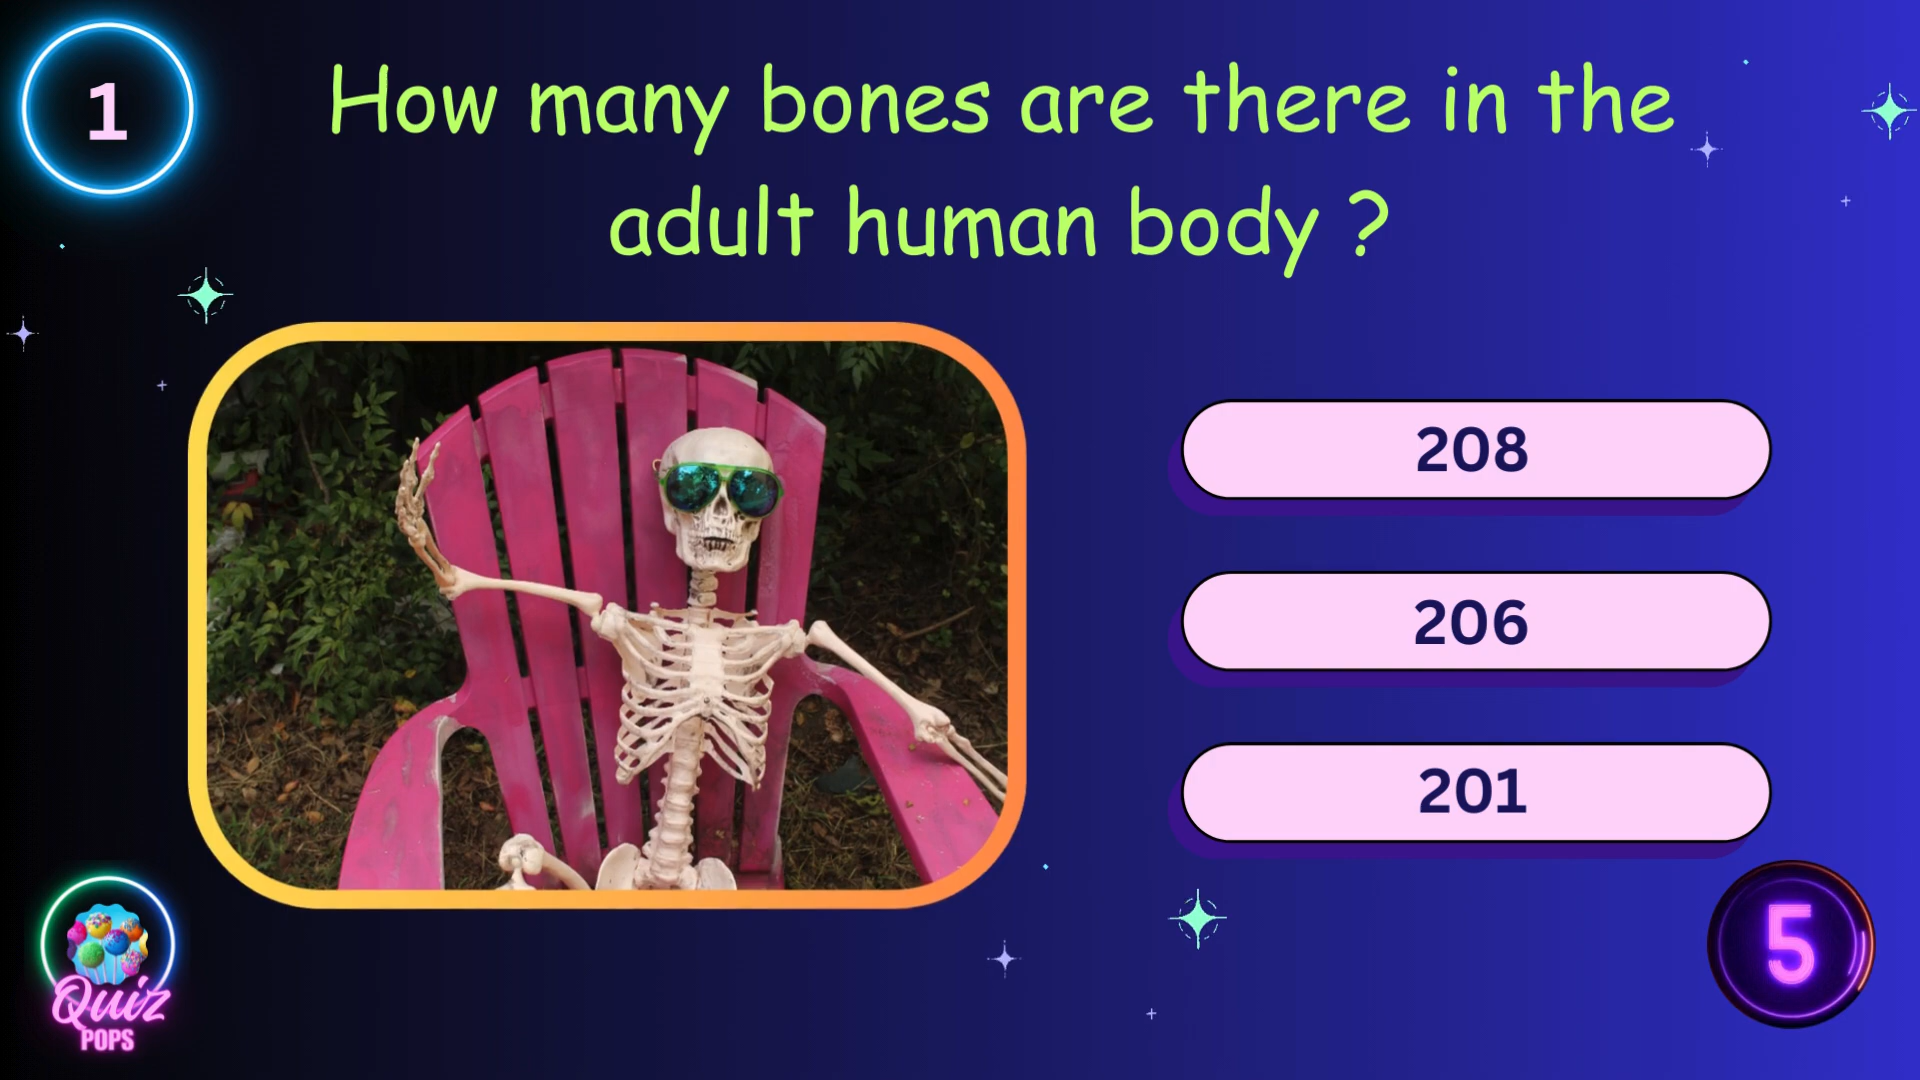 1
How many bones are there in the
adult human body ?
208
206
201
5
Quiz
POPS